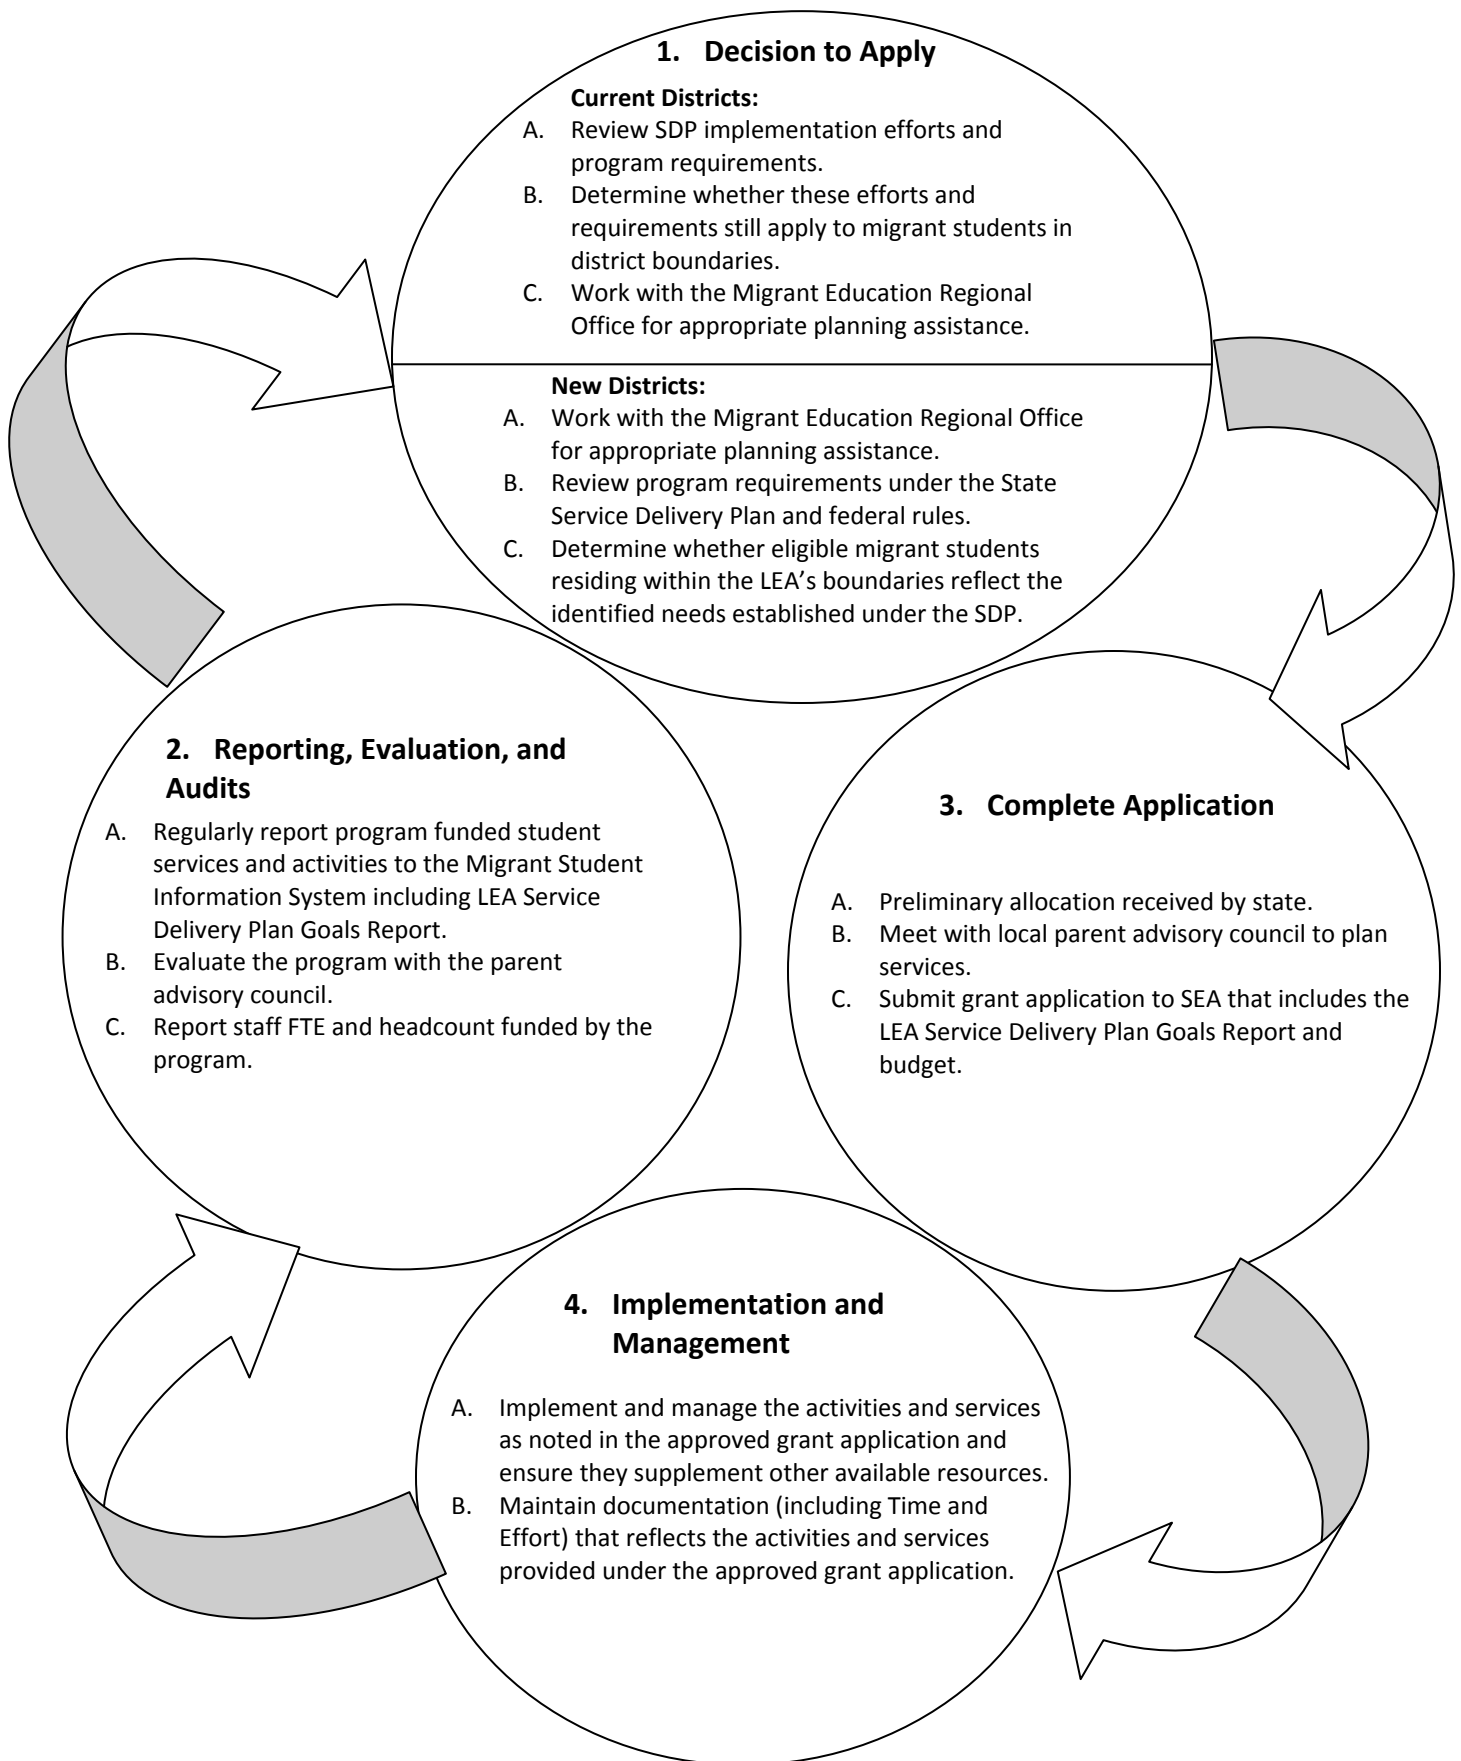 1. Decision to Apply
Current Districts:
A. Review SDP implementation efforts and
program requirements.
B. Determine whether these efforts and
requirements still apply to migrant students in
district boundaries.
C. Work with the Migrant Education Regional
Office for appropriate planning assistance.
New Districts:
A. Work with the Migrant Education Regional Office
for appropriate planning assistance.
B. Review program requirements under the State
Service Delivery Plan and federal rules.
C. Determine whether eligible migrant students
residing within the LEA’s boundaries reflect the
identified needs established under the SDP.
2. Reporting, Evaluation, and
Audits
A. Regularly report program funded student
services and activities to the Migrant Student
Information System including LEA Service
Delivery Plan Goals Report.
B. Evaluate the program with the parent
advisory council.
C. Report staff FTE and headcount funded by the
program.
3. Complete Application
A. Preliminary allocation received by state.
B. Meet with local parent advisory council to plan
services.
C. Submit grant application to SEA that includes the
LEA Service Delivery Plan Goals Report and
budget.
4. Implementation and
Management
A. Implement and manage the activities and services
as noted in the approved grant application and
ensure they supplement other available resources.
B. Maintain documentation (including Time and
Effort) that reflects the activities and services
provided under the approved grant application.